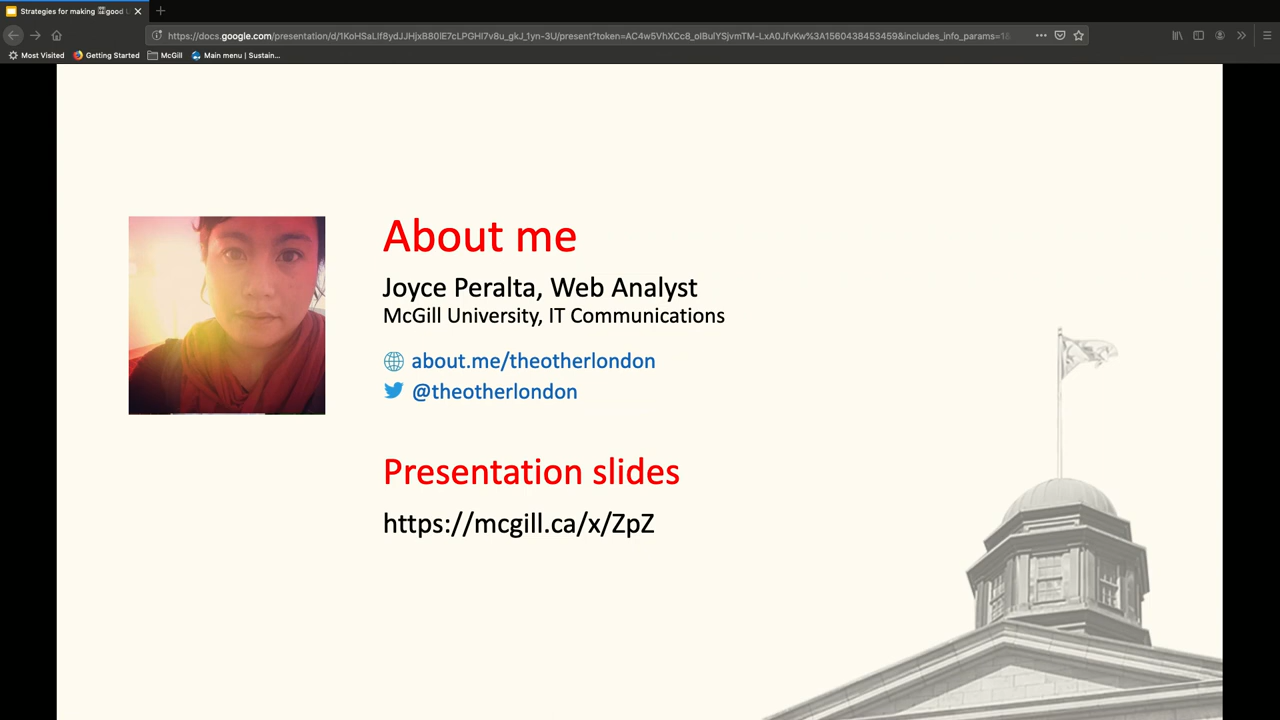 Strategies for making good
https://docs.google.com/presentation/d/1KoHSaLIf8ydJJHjxB80lE7cLPGHI7v8u_gkJ_1yn-3U/present?token=AC4w5VhXCc8_oIBulYSjvmTM-LxA0JfvKw%3A1560438453459&includes_info_params=18
Most Visited Getting Started McGill Main menu | Sustain...
About me
Joyce Peralta, Web Analyst
McGill University, IT Communications
about.me/theotherlondon
@theotherlondon
Presentation slides
https://mcgill.ca/x/ZpZ